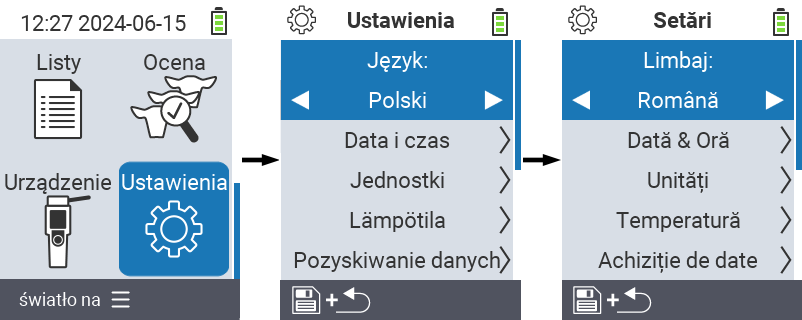 12:27 2024-06-15
Listy
Ocena
Urządzenie
Ustawienia
światło na
Ustawienia
Język:
Polski
Data i czas
Jednostki
Lämpötila
Pozyskiwanie danych
+
Setări
Limbaj:
Română
Dată & Oră
Unități
Temperatură
Achiziție de date
+